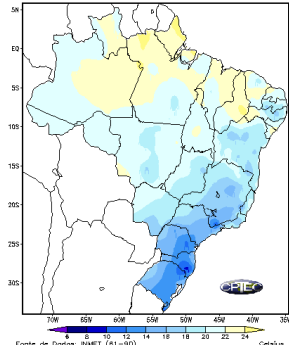 5N
EQ
5S
10S
15S
20S
25S
30S
CPTEC
70W 65W 60W 55W 50W 45W 40W 35W
6 8 10 12 14 16 18 20 22 24
Fonte de Dados: INMET (61-90) Celsius